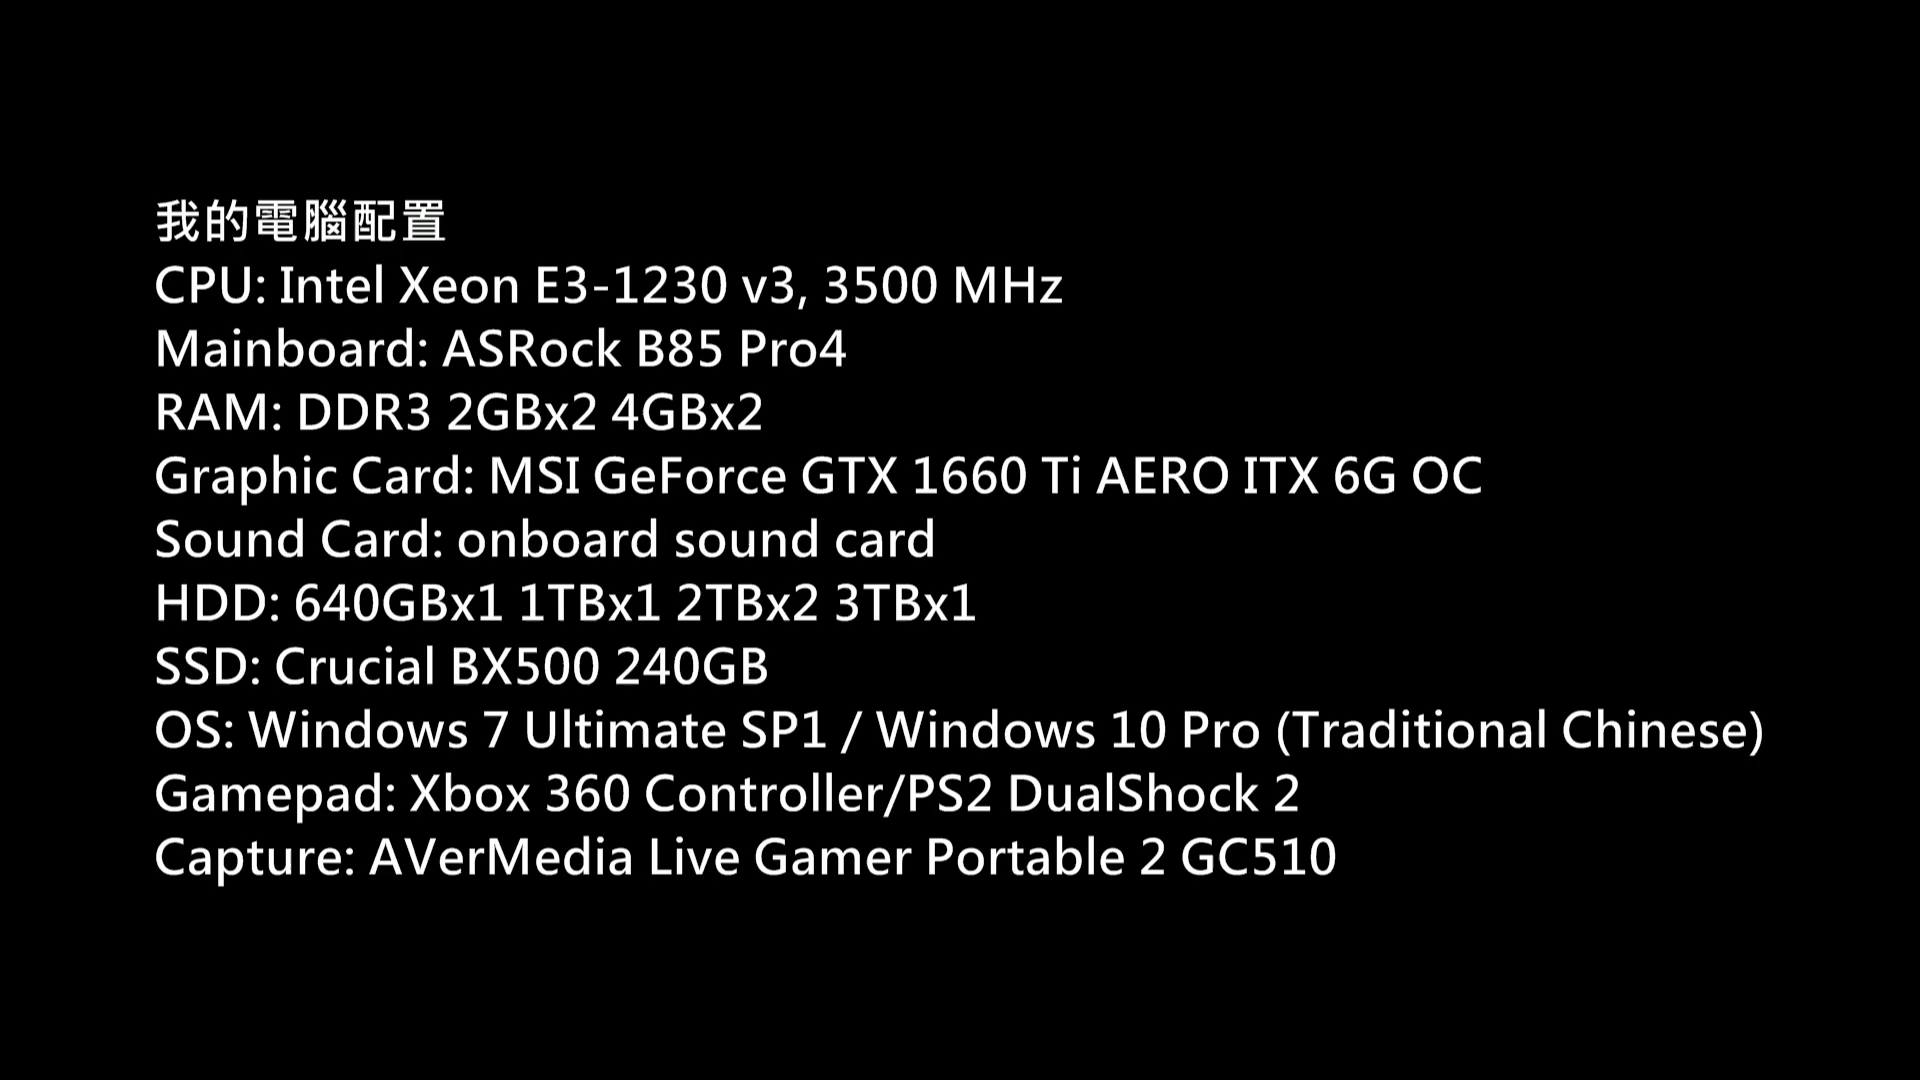 我的電腦配置
CPU: Intel Xeon E3-1230 v3, 3500 MHz
Mainboard: ASRock B85 Pro4
RAM: DDR3 2GBx2 4GBx2
Graphic Card: MSI GeForce GTX 1660 Ti AERO ITX 6G OC
Sound Card: onboard sound card
HDD: 640GBx1 1TBx1 2TBx2 3TBx1
SSD: Crucial BX500 240GB
OS: Windows 7 Ultimate SP1 / Windows 10 Pro (Traditional Chinese)
Gamepad: Xbox 360 Controller/PS2 DualShock 2
Capture: AVerMedia Live Gamer Portable 2 GC510